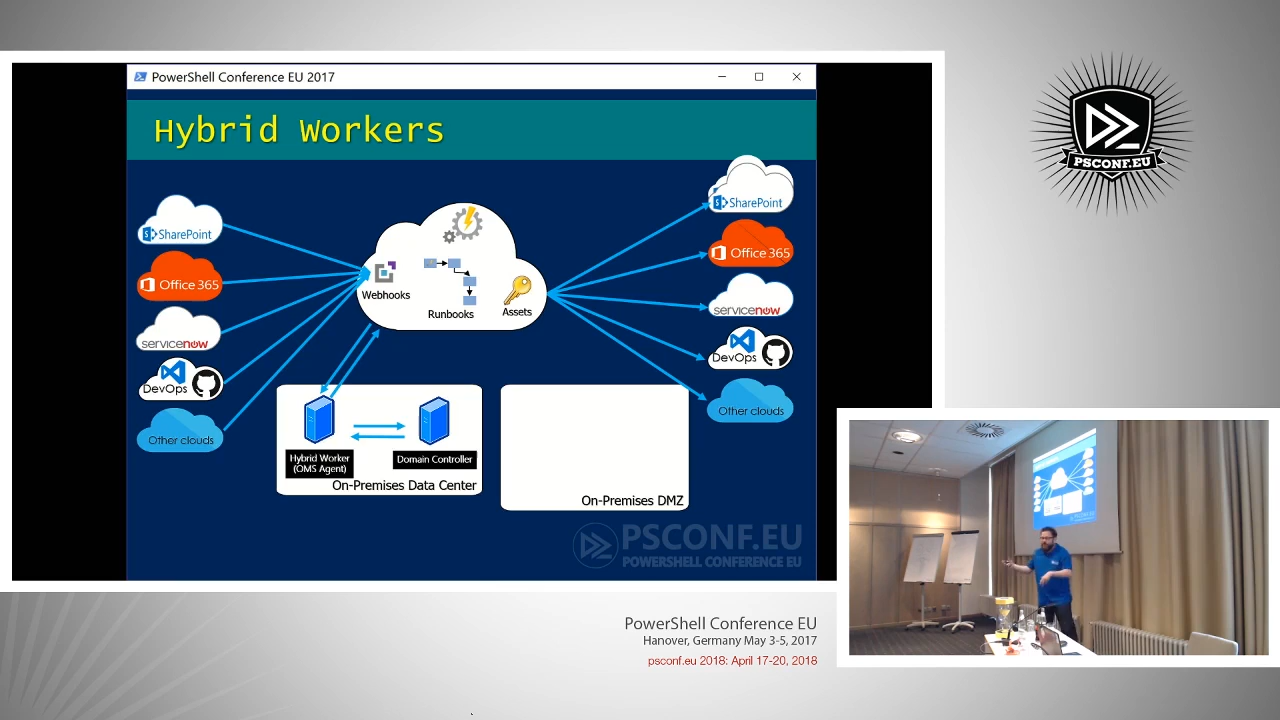 PowerShell Conference EU 2017
Hybrid Workers
SharePoint
Office 365
servicenow
DevOps
Other clouds
Webhooks
Runbooks
Assets
SharePoint
Office 365
servicenow
DevOps
Other clouds
Hybrid Worker
(OMS Agent)
Domain Controller
On-Premises Data Center
On-Premises DMZ
PSCONF.EU
POWERSHELL CONFERENCE EU
PSCONF.EU
PowerShell Conference EU
Hanover, Germany May 3-5, 2017
psconf.eu 2018: April 17-20, 2018